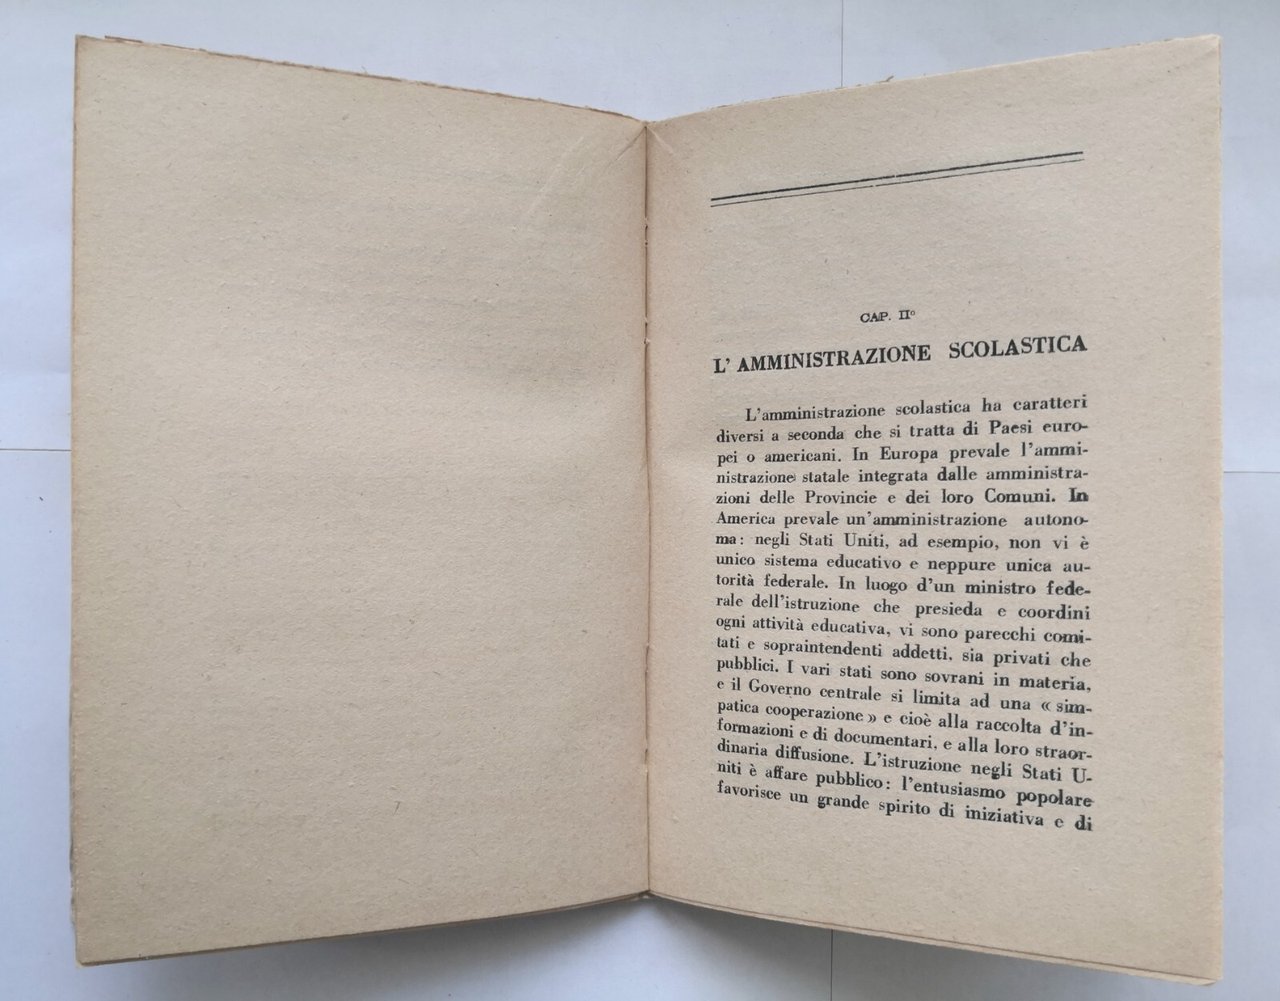 CAP. IIº
L' AMMINISTRAZIONE SCOLASTICA
L'amministrazione scolastica ha caratteri
diversi a seconda che si tratta di Paesi euro-
pei o americani. In Europa prevale l'ammi-
nistrazione statale integrata dalle amministra-
zioni delle Provincie e dei loro Comuni. In
America prevale un'amministrazione autono-
ma: negli Stati Uniti, ad esempio, non vi è
unico sistema educativo e neppure unica au-
torità federale. In luogo d'un ministro fede-
rale dell'istruzione che presieda e coordini
ogni attività educativa, vi sono parecchi comi-
tati e sopraintendenti addetti, sia privati che
pubblici. I vari stati sono sovrani in materia,
e il Governo centrale si limita ad una « sim-
patica cooperazione » e cioè alla raccolta d'in-
formazioni e di documentari, e alla loro straor-
dinaria diffusione. L'istruzione negli Stati U-
niti è affare pubblico: l'entusiasmo popolare
favorisce un grande spirito di iniziativa e di